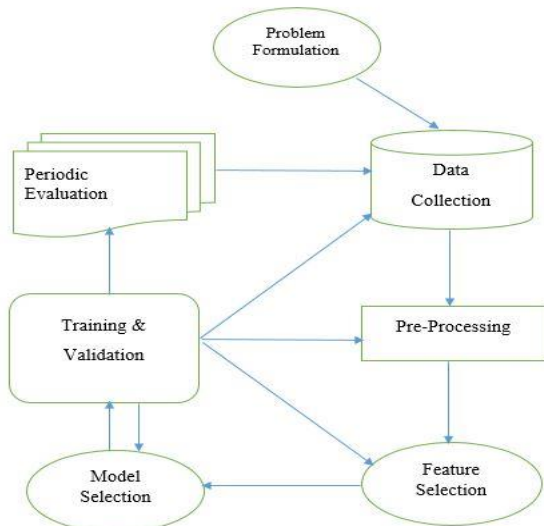 Problem
Formulation
Periodic
Evaluation
Data
Collection
Training &
Validation
Pre-Processing
Model
Selection
Feature
Selection